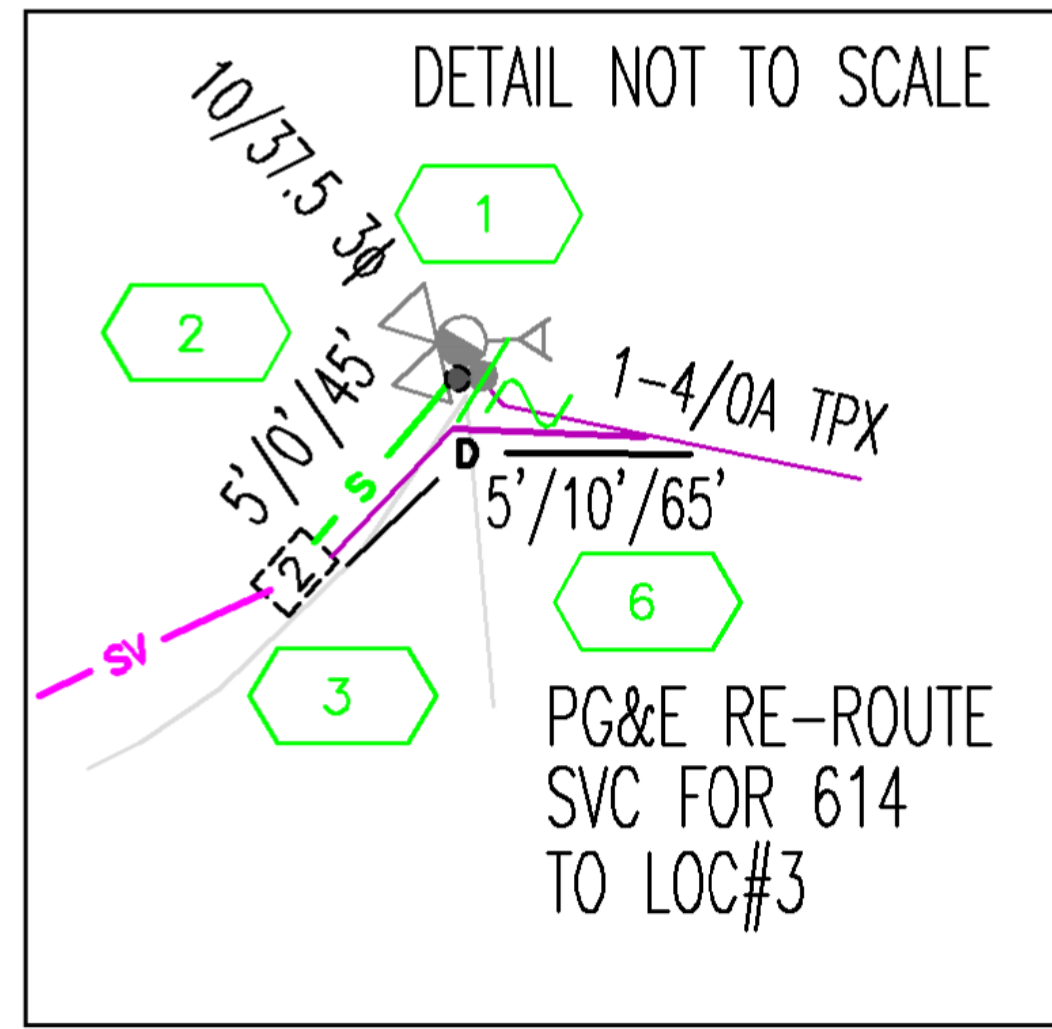 DETAIL NOT TO SCALE
10/37.5 3ϕ
1
2
5'/0'/45'
1-4/0A TPX
S
D
5'/10'/65'
2
6
SV
3
PG&E RE-ROUTE
SVC FOR 614
TO LOC#3